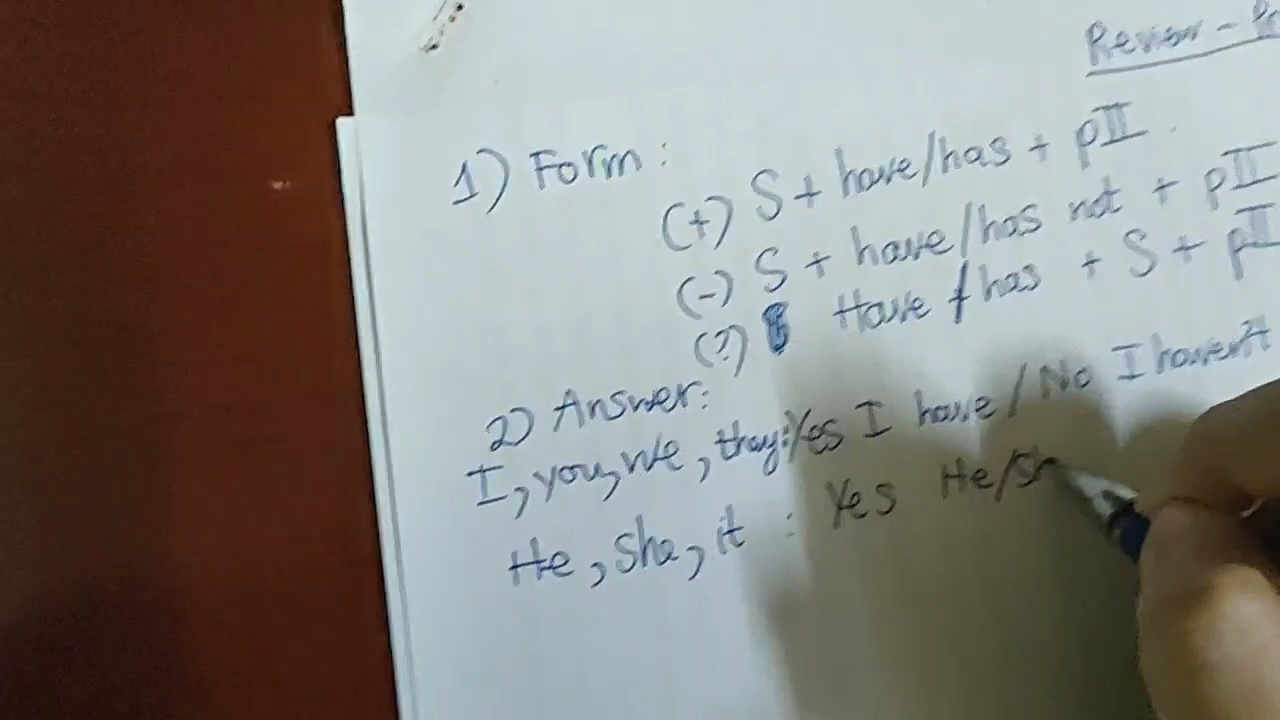 Review -
1) Form:
(+) S + have/has + pII
(-) S + have/has not + pII
(?) Have / has + S + pII
2) Answer:
I, you, we, they: Yes I have / No I haven't
He, She, it : Yes He/Sh